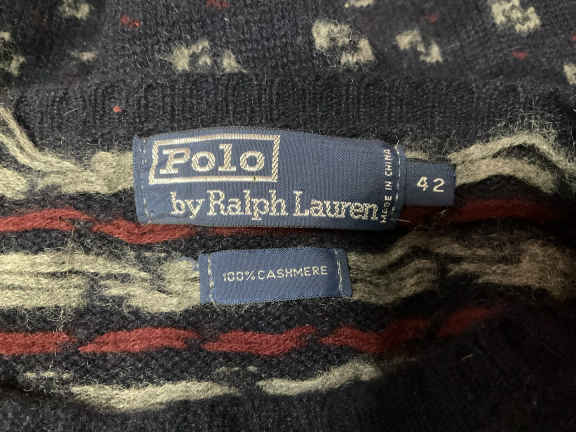 Polo
by Ralph Lauren
MADE IN CHINA
42
100% CASHMERE